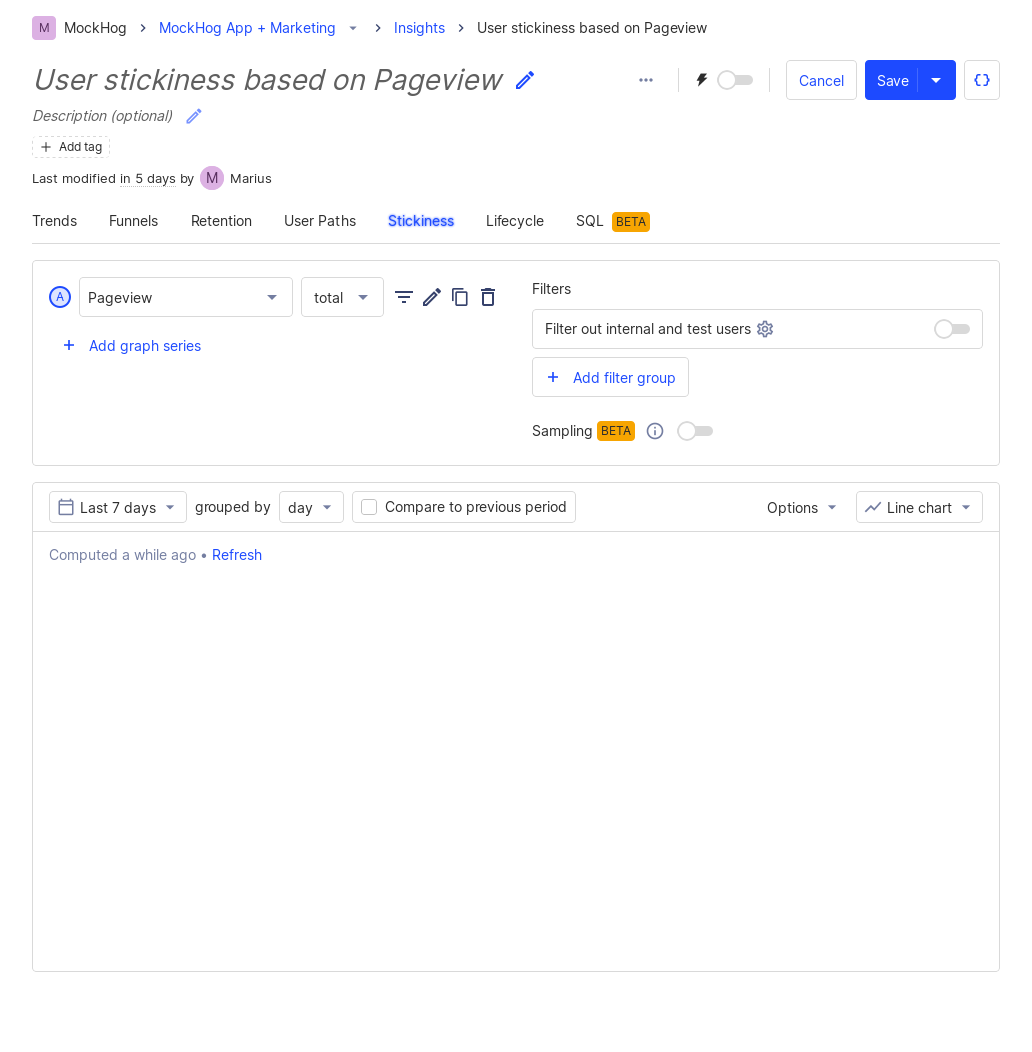 M MockHog MockHog App + Marketing Insights User stickiness based on Pageview
User stickiness based on Pageview
Cancel Save
Description (optional)
Add tag
Last modified in 5 days by M Marius
Trends Funnels Retention User Paths Stickiness Lifecycle SQL BETA
A Pageview total
Add graph series
Filters
Filter out internal and test users
Add filter group
Sampling BETA
Last 7 days grouped by day Compare to previous period Options Line chart
Computed a while ago • Refresh